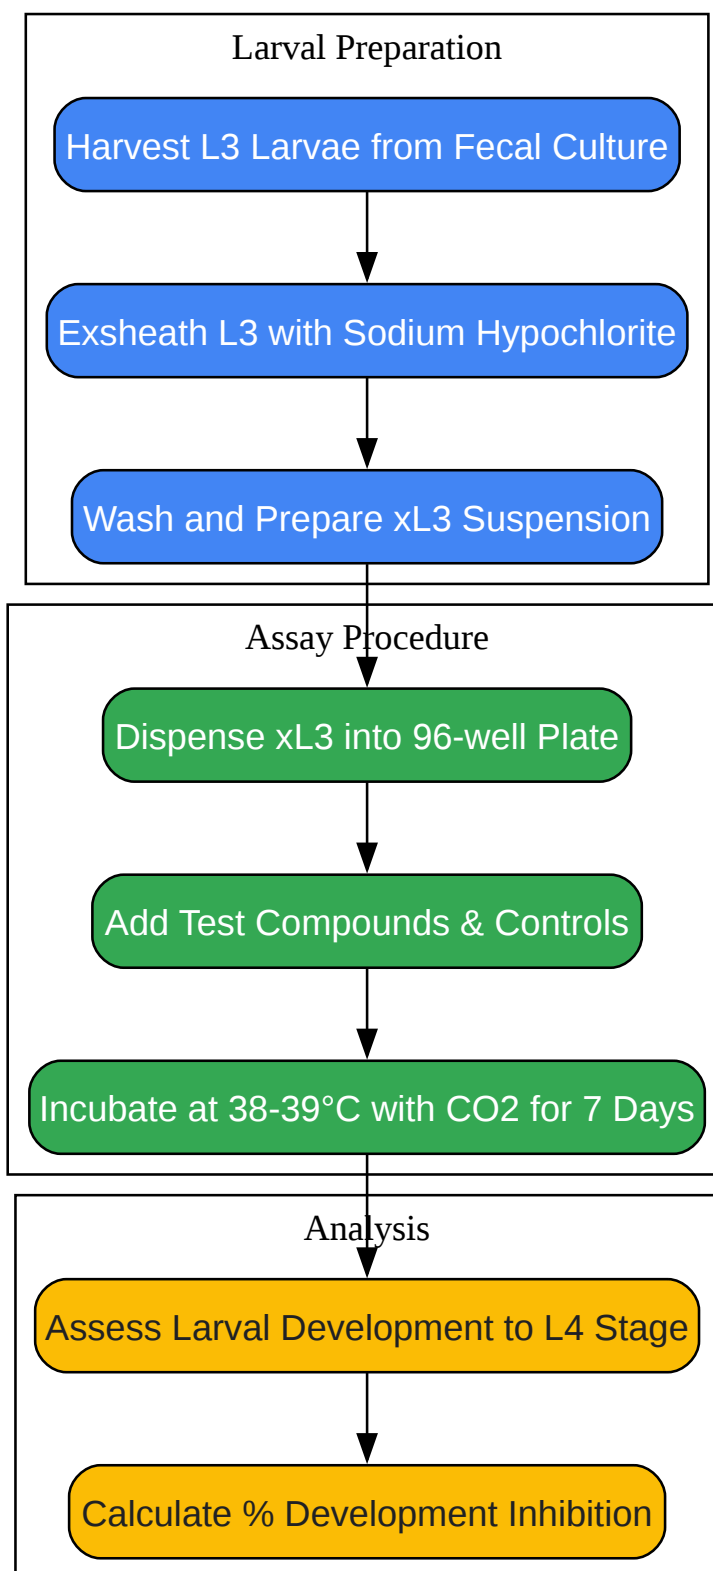 Larval Preparation
Harvest L3 Larvae from Fecal Culture
Exsheath L3 with Sodium Hypochlorite
Wash and Prepare xL3 Suspension
Assay Procedure
Dispense xL3 into 96-well Plate
Add Test Compounds & Controls
Incubate at 38-39°C with CO2 for 7 Days
Analysis
Assess Larval Development to L4 Stage
Calculate % Development Inhibition